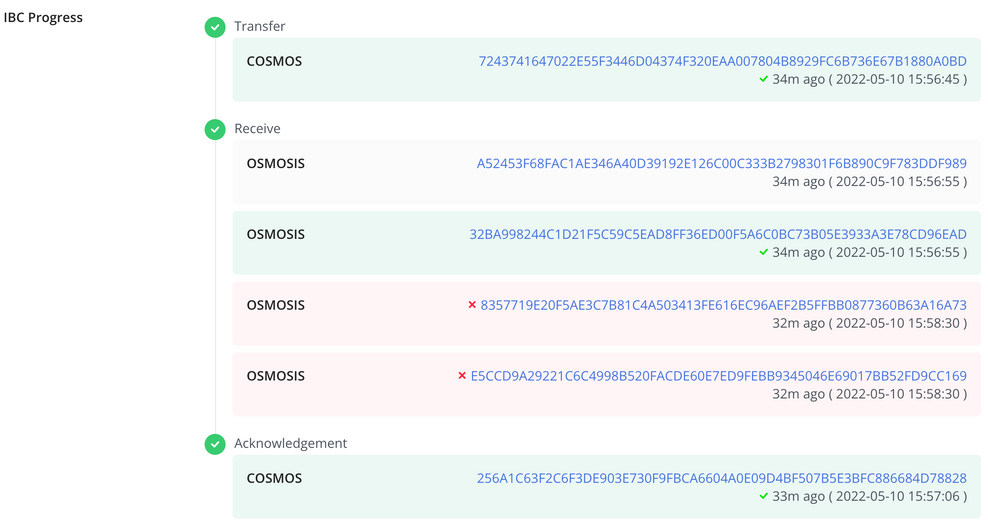 IBC Progress
Transfer
COSMOS 7243741647022E55F3446D04374F320EAA007804B8929FC6B736E67B1880A0BD
34m ago ( 2022-05-10 15:56:45 )
Receive
OSMOSIS A52453F68FAC1AE346A40D39192E126C00C333B2798301F6B890C9F783DDF989
34m ago ( 2022-05-10 15:56:55 )
OSMOSIS 32BA998244C1D21F5C59C5EAD8FF36ED00F5A6C0BC73B05E3933A3E78CD96EAD
34m ago ( 2022-05-10 15:56:55 )
OSMOSIS 8357719E20F5AE3C7B81C4A503413FE616EC96AEF2B5FFBB0877360B63A16A73
32m ago ( 2022-05-10 15:58:30 )
OSMOSIS E5CCD9A29221C6C4998B520FACDE60E7ED9FEBB9345046E69017BB52FD9CC169
32m ago ( 2022-05-10 15:58:30 )
Acknowledgement
COSMOS 256A1C63F2C6F3DE903E730F9FBCA6604A0E09D4BF507B5E3BFC886684D78828
33m ago ( 2022-05-10 15:57:06 )